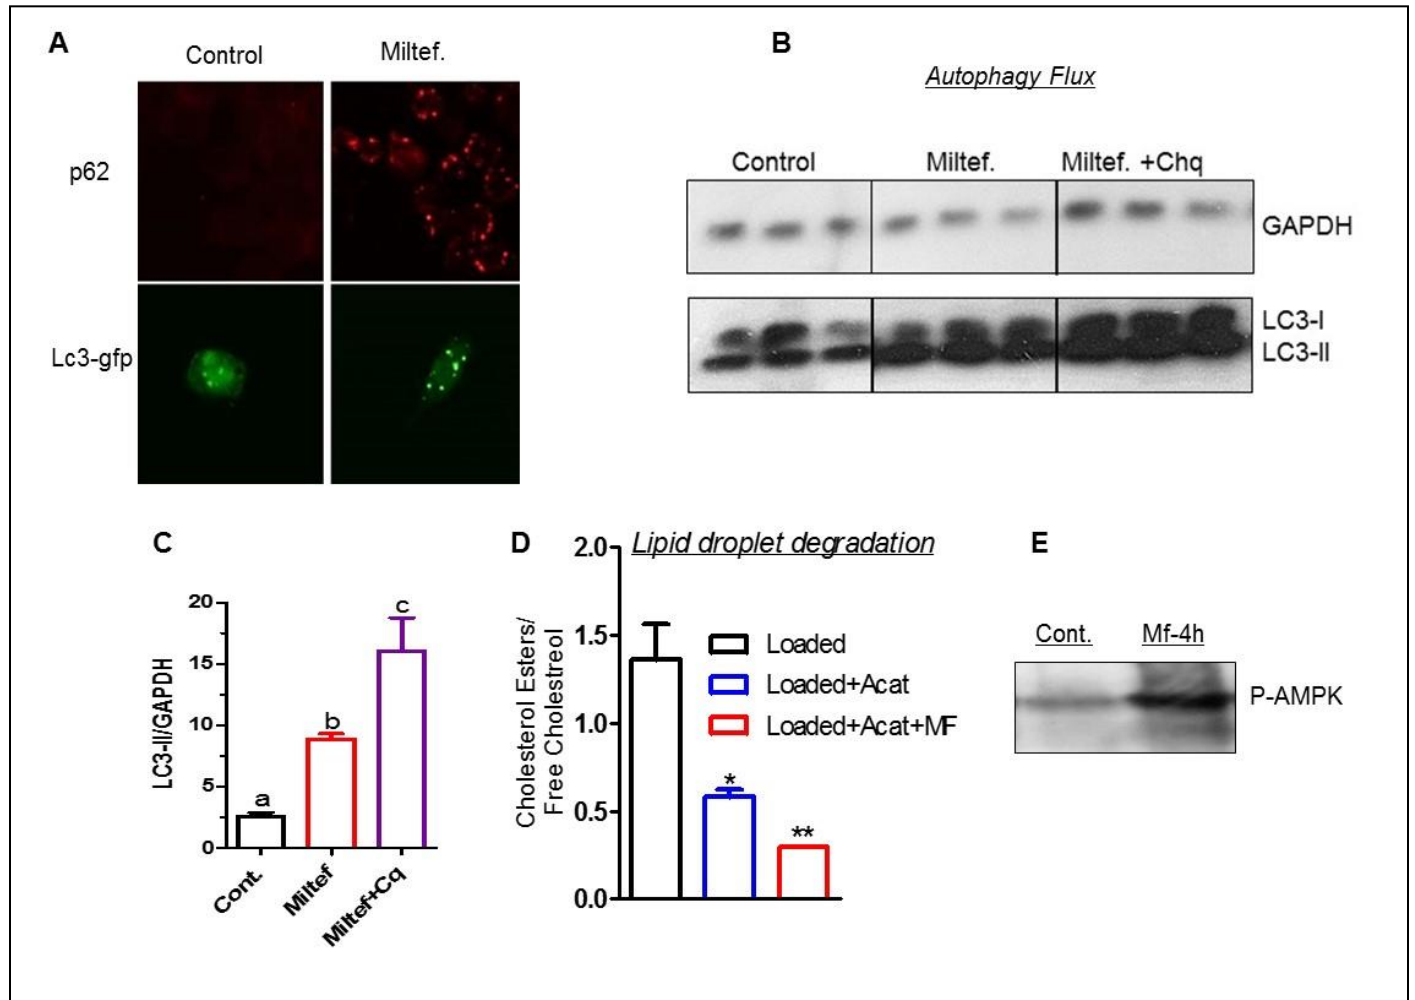 A
Control
Miltef.
p62
Lc3-gfp
B
Autophagy Flux
Control
Miltef.
Miltef. +Chq
GAPDH
LC3-I
LC3-II
C
LC3-II/GAPDH
20
15
10
5
0
a
b
c
Cont.
Miltef
Miltef+Cq
D
Lipid droplet degradation
Cholesterol Esters/
Free Cholestreol
2.0
1.5
1.0
0.5
0.0
*
**
Loaded
Loaded+Acat
Loaded+Acat+MF
E
Cont.
Mf-4h
P-AMPK